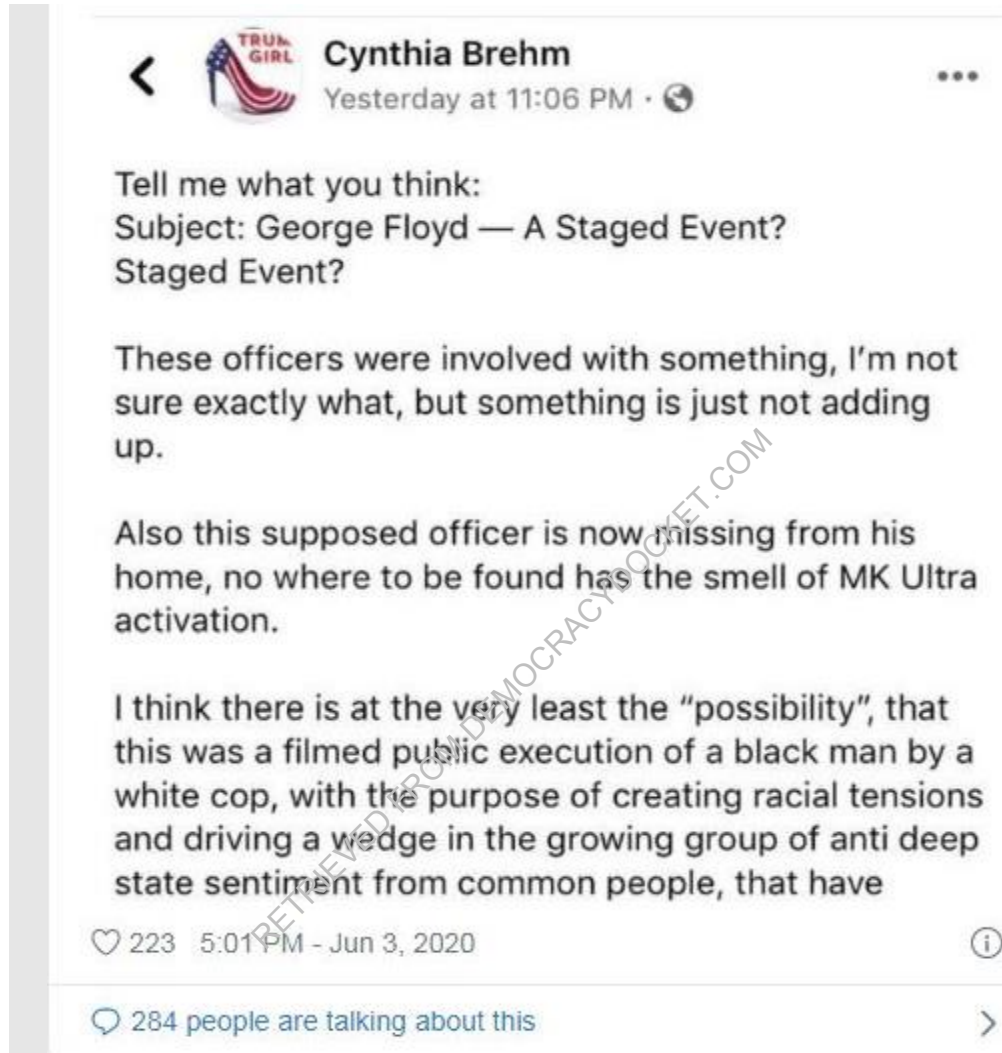 TRUM
GIRL
Cynthia Brehm
Yesterday at 11:06 PM ·
Tell me what you think:
Subject: George Floyd — A Staged Event?
Staged Event?
These officers were involved with something, I'm not
sure exactly what, but something is just not adding
up.
Also this supposed officer is now missing from his
home, no where to be found has the smell of MK Ultra
activation.
I think there is at the very least the “possibility”, that
this was a filmed public execution of a black man by a
white cop, with the purpose of creating racial tensions
and driving a wedge in the growing group of anti deep
state sentiment from common people, that have
223 5:01 PM - Jun 3, 2020
284 people are talking about this
RETRIEVED FROM DEMOCRACYDOCKET.COM